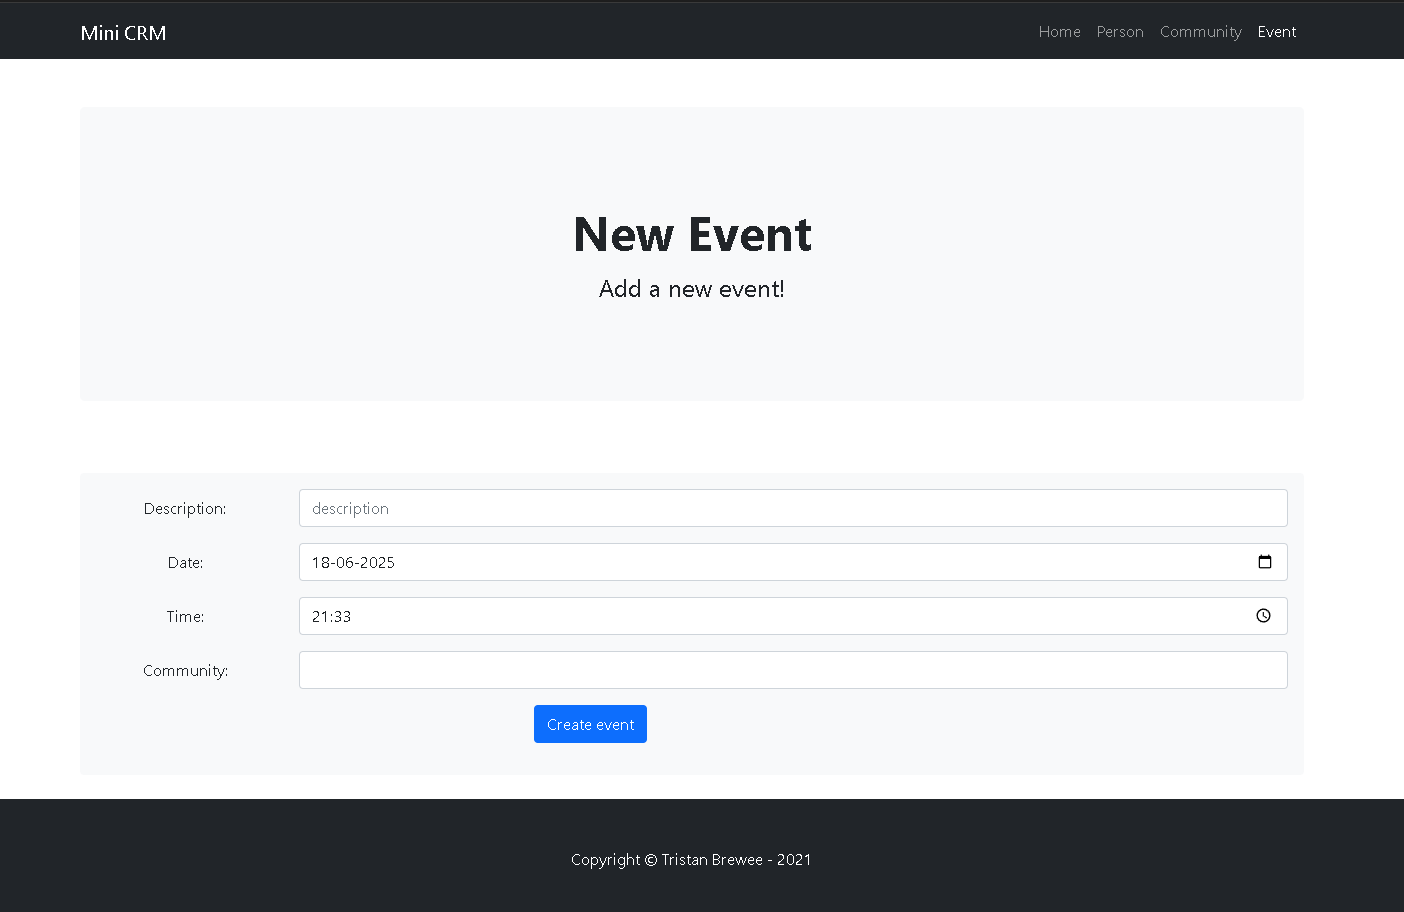 Mini CRM
Home Person Community Event
New Event
Add a new event!
Description: description
Date: 18-06-2025
Time: 21:33
Community:
Create event
Copyright © Tristan Brewee - 2021